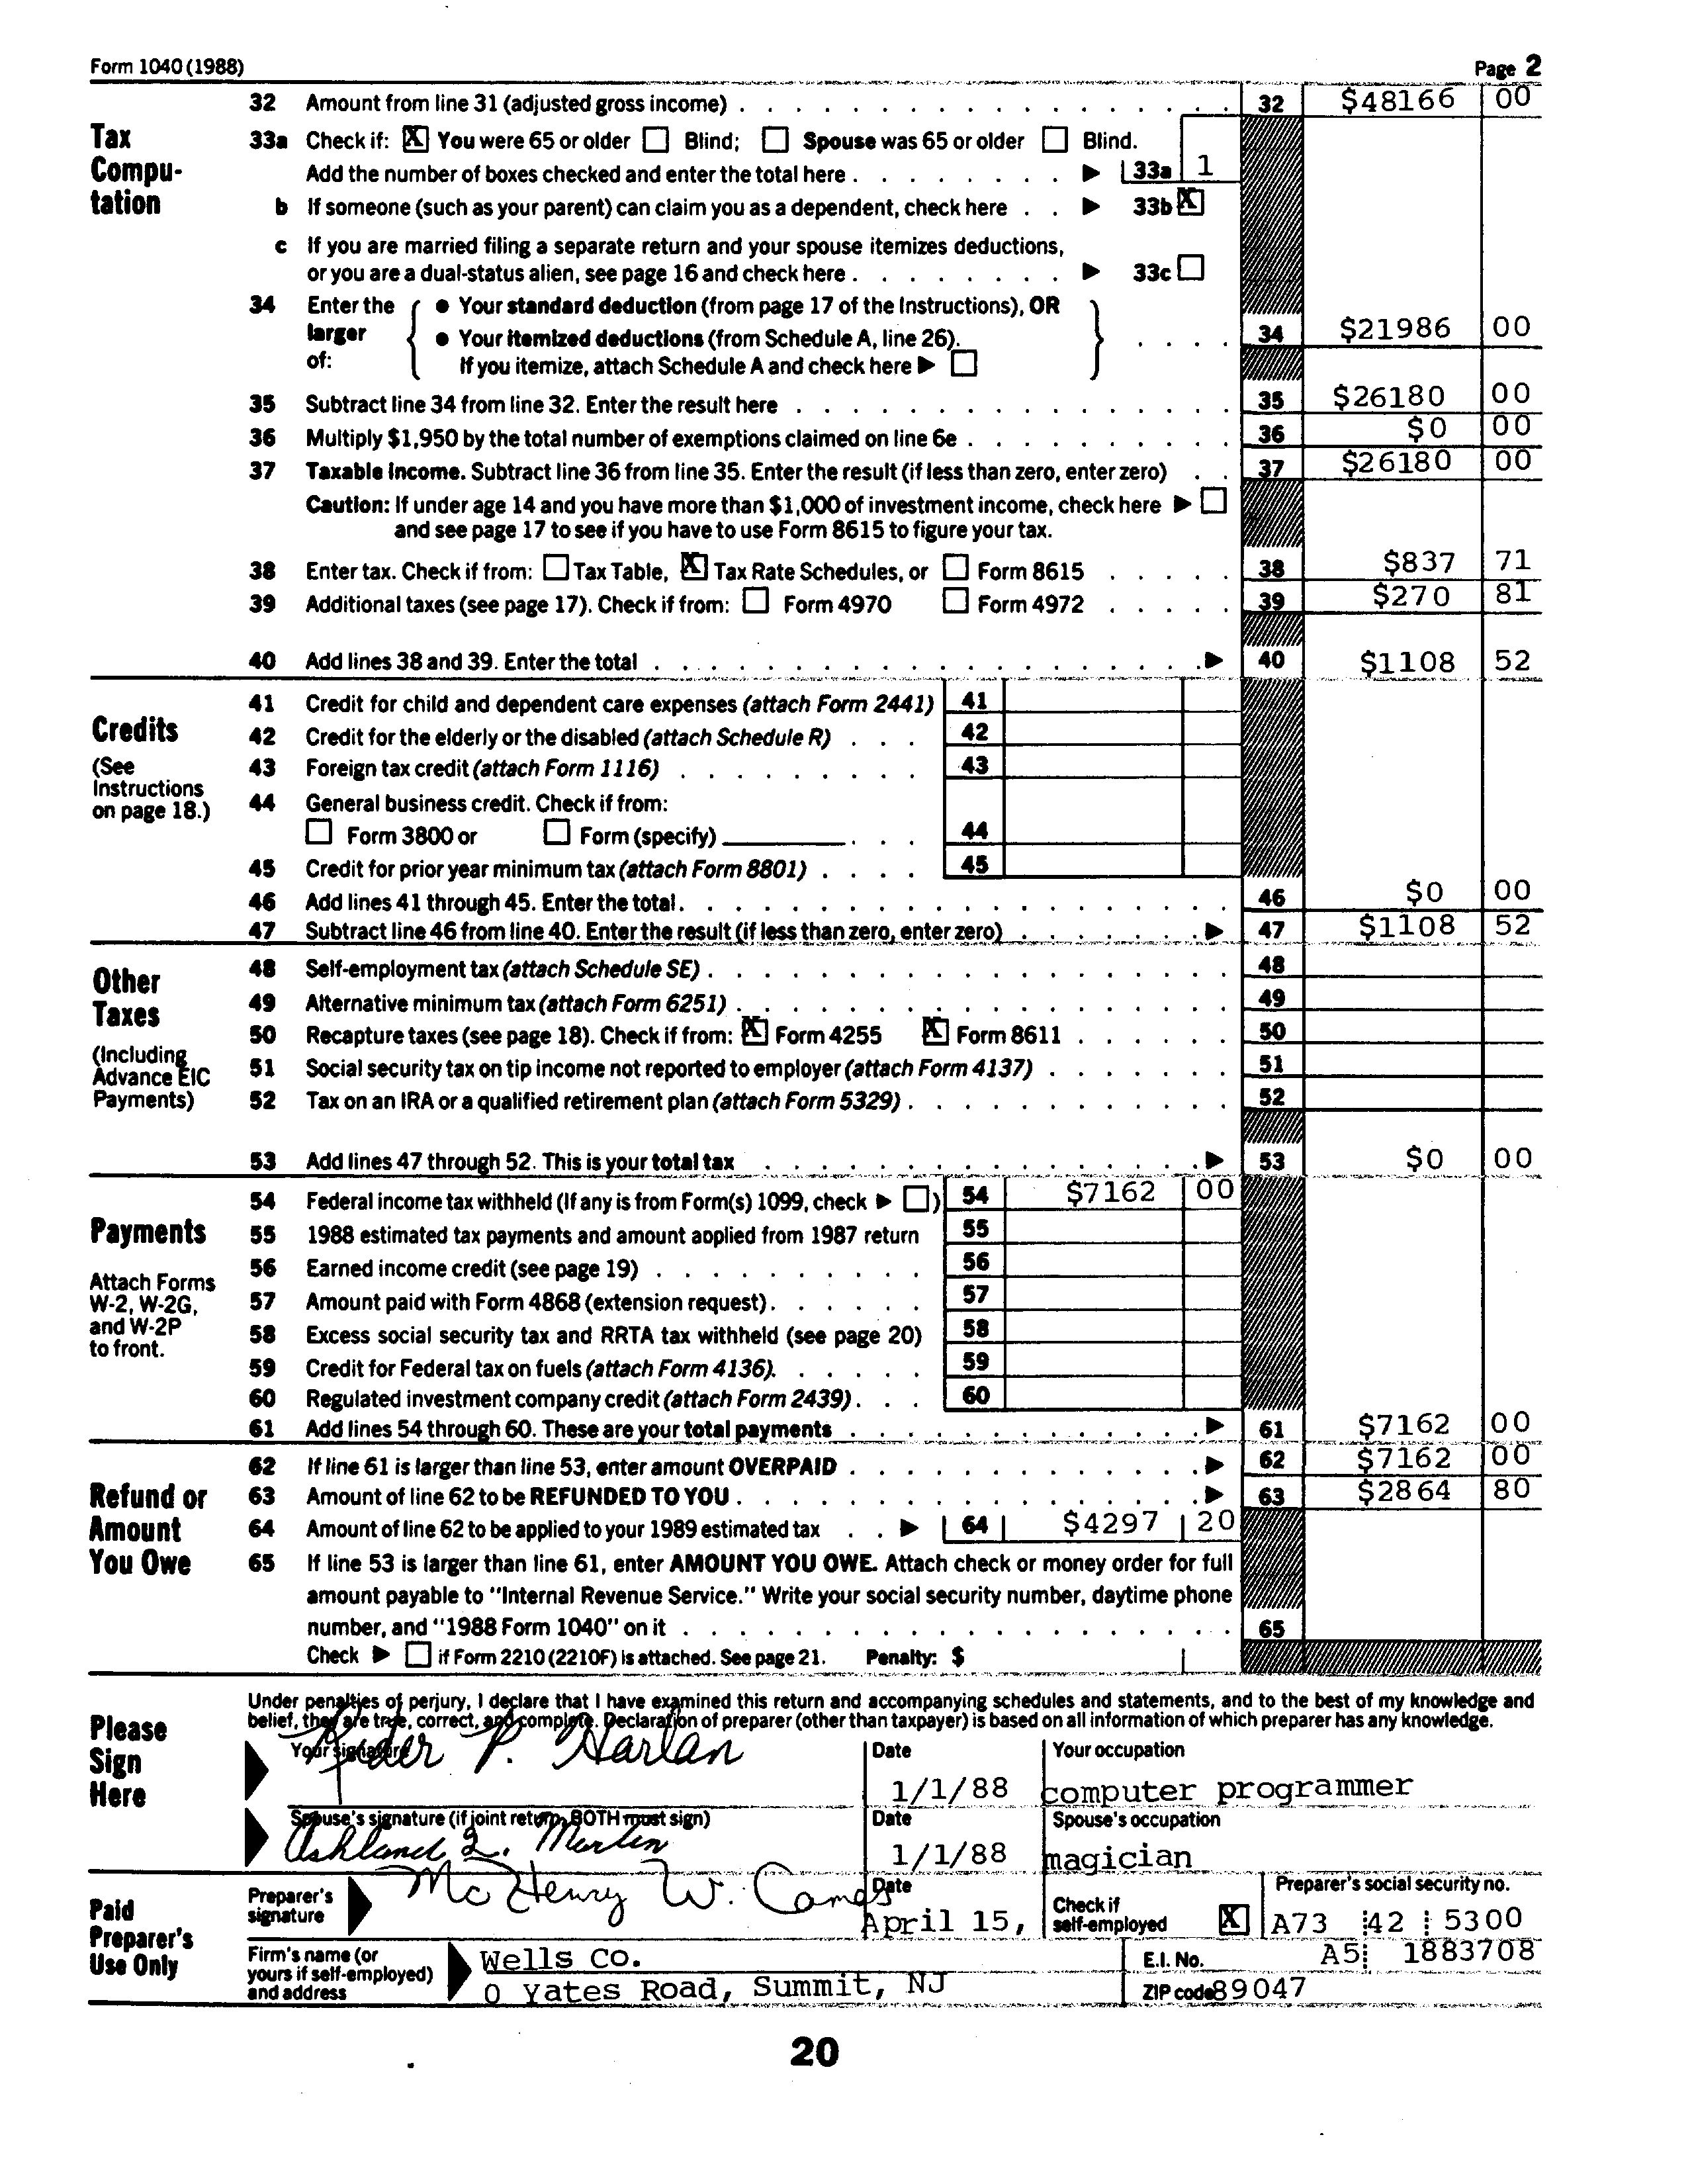 Form 1040 (1988) Page 2
Tax Compu-tation
32 Amount from line 31 (adjusted gross income) 32 $48166 00
33a Check if: X You were 65 or older Blind; Spouse was 65 or older Blind.
Add the number of boxes checked and enter the total here 33a 1
b If someone (such as your parent) can claim you as a dependent, check here 33b X
c If you are married filing a separate return and your spouse itemizes deductions,
or you are a dual-status alien, see page 16 and check here 33c
34 Enter the larger of:
● Your standard deduction (from page 17 of the Instructions), OR
● Your itemized deductions (from Schedule A, line 26). 34 $21986 00
If you itemize, attach Schedule A and check here
35 Subtract line 34 from line 32. Enter the result here 35 $26180 00
36 Multiply $1,950 by the total number of exemptions claimed on line 6e 36 $0 00
37 Taxable income. Subtract line 36 from line 35. Enter the result (if less than zero, enter zero) 37 $26180 00
Caution: If under age 14 and you have more than $1,000 of investment income, check here
and see page 17 to see if you have to use Form 8615 to figure your tax.
38 Enter tax. Check if from: Tax Table, X Tax Rate Schedules, or Form 8615 38 $837 71
39 Additional taxes (see page 17). Check if from: Form 4970 Form 4972 39 $270 81
40 Add lines 38 and 39. Enter the total 40 $1108 52
Credits
(See Instructions on page 18.)
41 Credit for child and dependent care expenses (attach Form 2441) 41
42 Credit for the elderly or the disabled (attach Schedule R) 42
43 Foreign tax credit (attach Form 1116) 43
44 General business credit. Check if from:
Form 3800 or Form (specify) 44
45 Credit for prior year minimum tax (attach Form 8801) 45
46 Add lines 41 through 45. Enter the total. 46 $0 00
47 Subtract line 46 from line 40. Enter the result (if less than zero, enter zero) 47 $1108 52
Other Taxes
(Including Advance EIC Payments)
48 Self-employment tax (attach Schedule SE) 48
49 Alternative minimum tax (attach Form 6251) 49
50 Recapture taxes (see page 18). Check if from: X Form 4255 X Form 8611 50
51 Social security tax on tip income not reported to employer (attach Form 4137) 51
52 Tax on an IRA or a qualified retirement plan (attach Form 5329) 52
53 Add lines 47 through 52. This is your total tax 53 $0 00
Payments
Attach Forms W-2, W-2G, and W-2P to front.
54 Federal income tax withheld (If any is from Form(s) 1099, check ) 54 $7162 00
55 1988 estimated tax payments and amount applied from 1987 return 55
56 Earned income credit (see page 19) 56
57 Amount paid with Form 4868 (extension request) 57
58 Excess social security tax and RRTA tax withheld (see page 20) 58
59 Credit for Federal tax on fuels (attach Form 4136). 59
60 Regulated investment company credit (attach Form 2439) 60
61 Add lines 54 through 60. These are your total payments 61 $7162 00
Refund or Amount You Owe
62 If line 61 is larger than line 53, enter amount OVERPAID 62 $7162 00
63 Amount of line 62 to be REFUNDED TO YOU 63 $2864 80
64 Amount of line 62 to be applied to your 1989 estimated tax 64 $4297 20
65 If line 53 is larger than line 61, enter AMOUNT YOU OWE. Attach check or money order for full
amount payable to "Internal Revenue Service." Write your social security number, daytime phone
number, and "1988 Form 1040" on it 65
Check if Form 2210 (2210F) is attached. See page 21. Penalty: $
Please Sign Here
Under penalties of perjury, I declare that I have examined this return and accompanying schedules and statements, and to the best of my knowledge and
belief, they are true, correct, and complete. Declaration of preparer (other than taxpayer) is based on all information of which preparer has any knowledge.
Your signature P. Harlan Date 1/1/88 Your occupation computer programmer
Spouse's signature (if joint return, BOTH must sign) Ashland L. Merlin Date 1/1/88 Spouse's occupation magician
Paid Preparer's Use Only
Preparer's signature McHenry W. Date April 15, Check if self-employed X Preparer's social security no. A73 42 5300
Firm's name (or yours if self-employed) and address Wells Co. E.I. No. A5 1883708
0 Yates Road, Summit, NJ ZIP code 89047
20